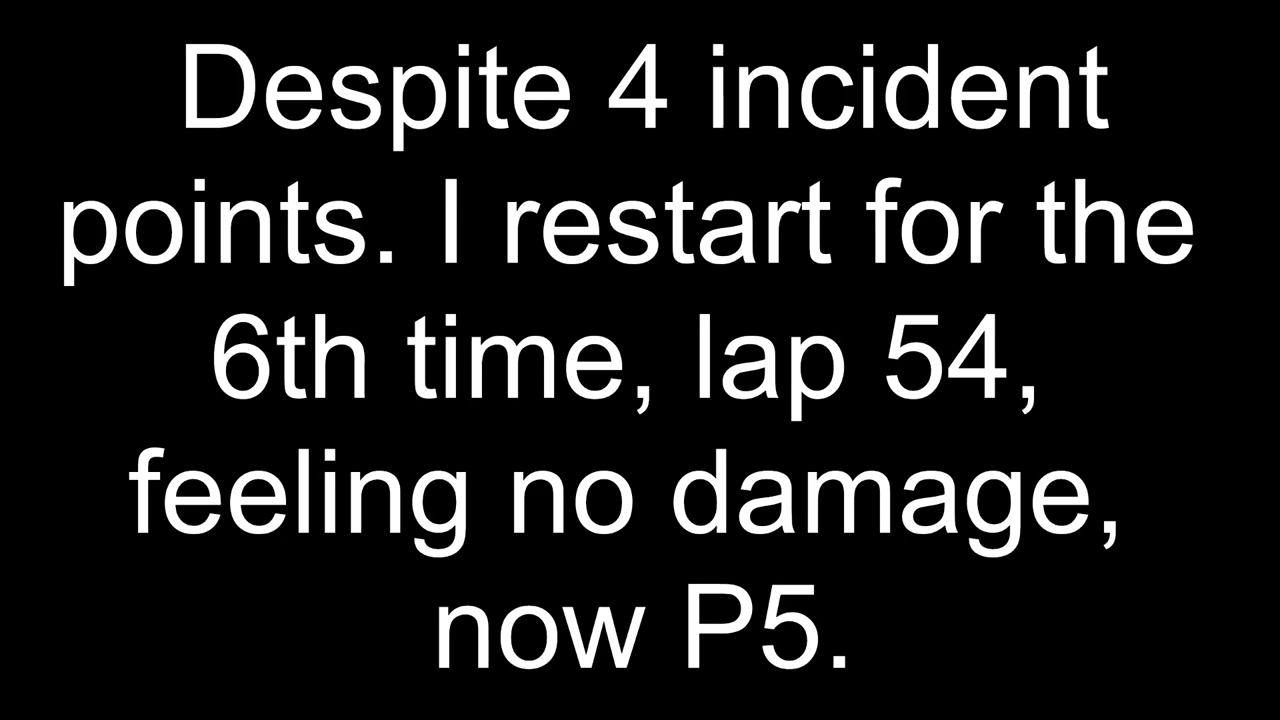 Despite 4 incident
points. I restart for the
6th time, lap 54,
feeling no damage,
now P5.